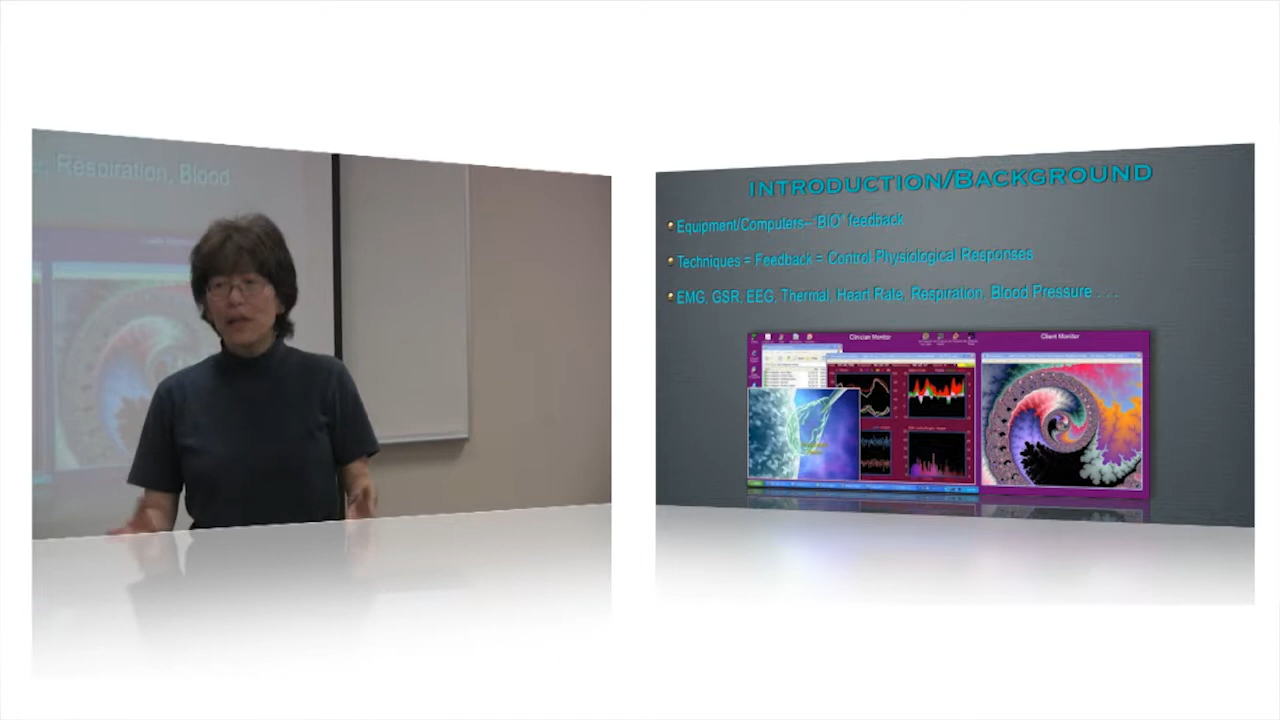 Respiration, Blood
INTRODUCTION/BACKGROUND
Equipment/Computers--"BIO" feedback
Techniques = Feedback = Control Physiological Responses
EMG, GSR, EEG, Thermal, Heart Rate, Respiration, Blood Pressure . . . .
Clinician Monitor
Client Monitor